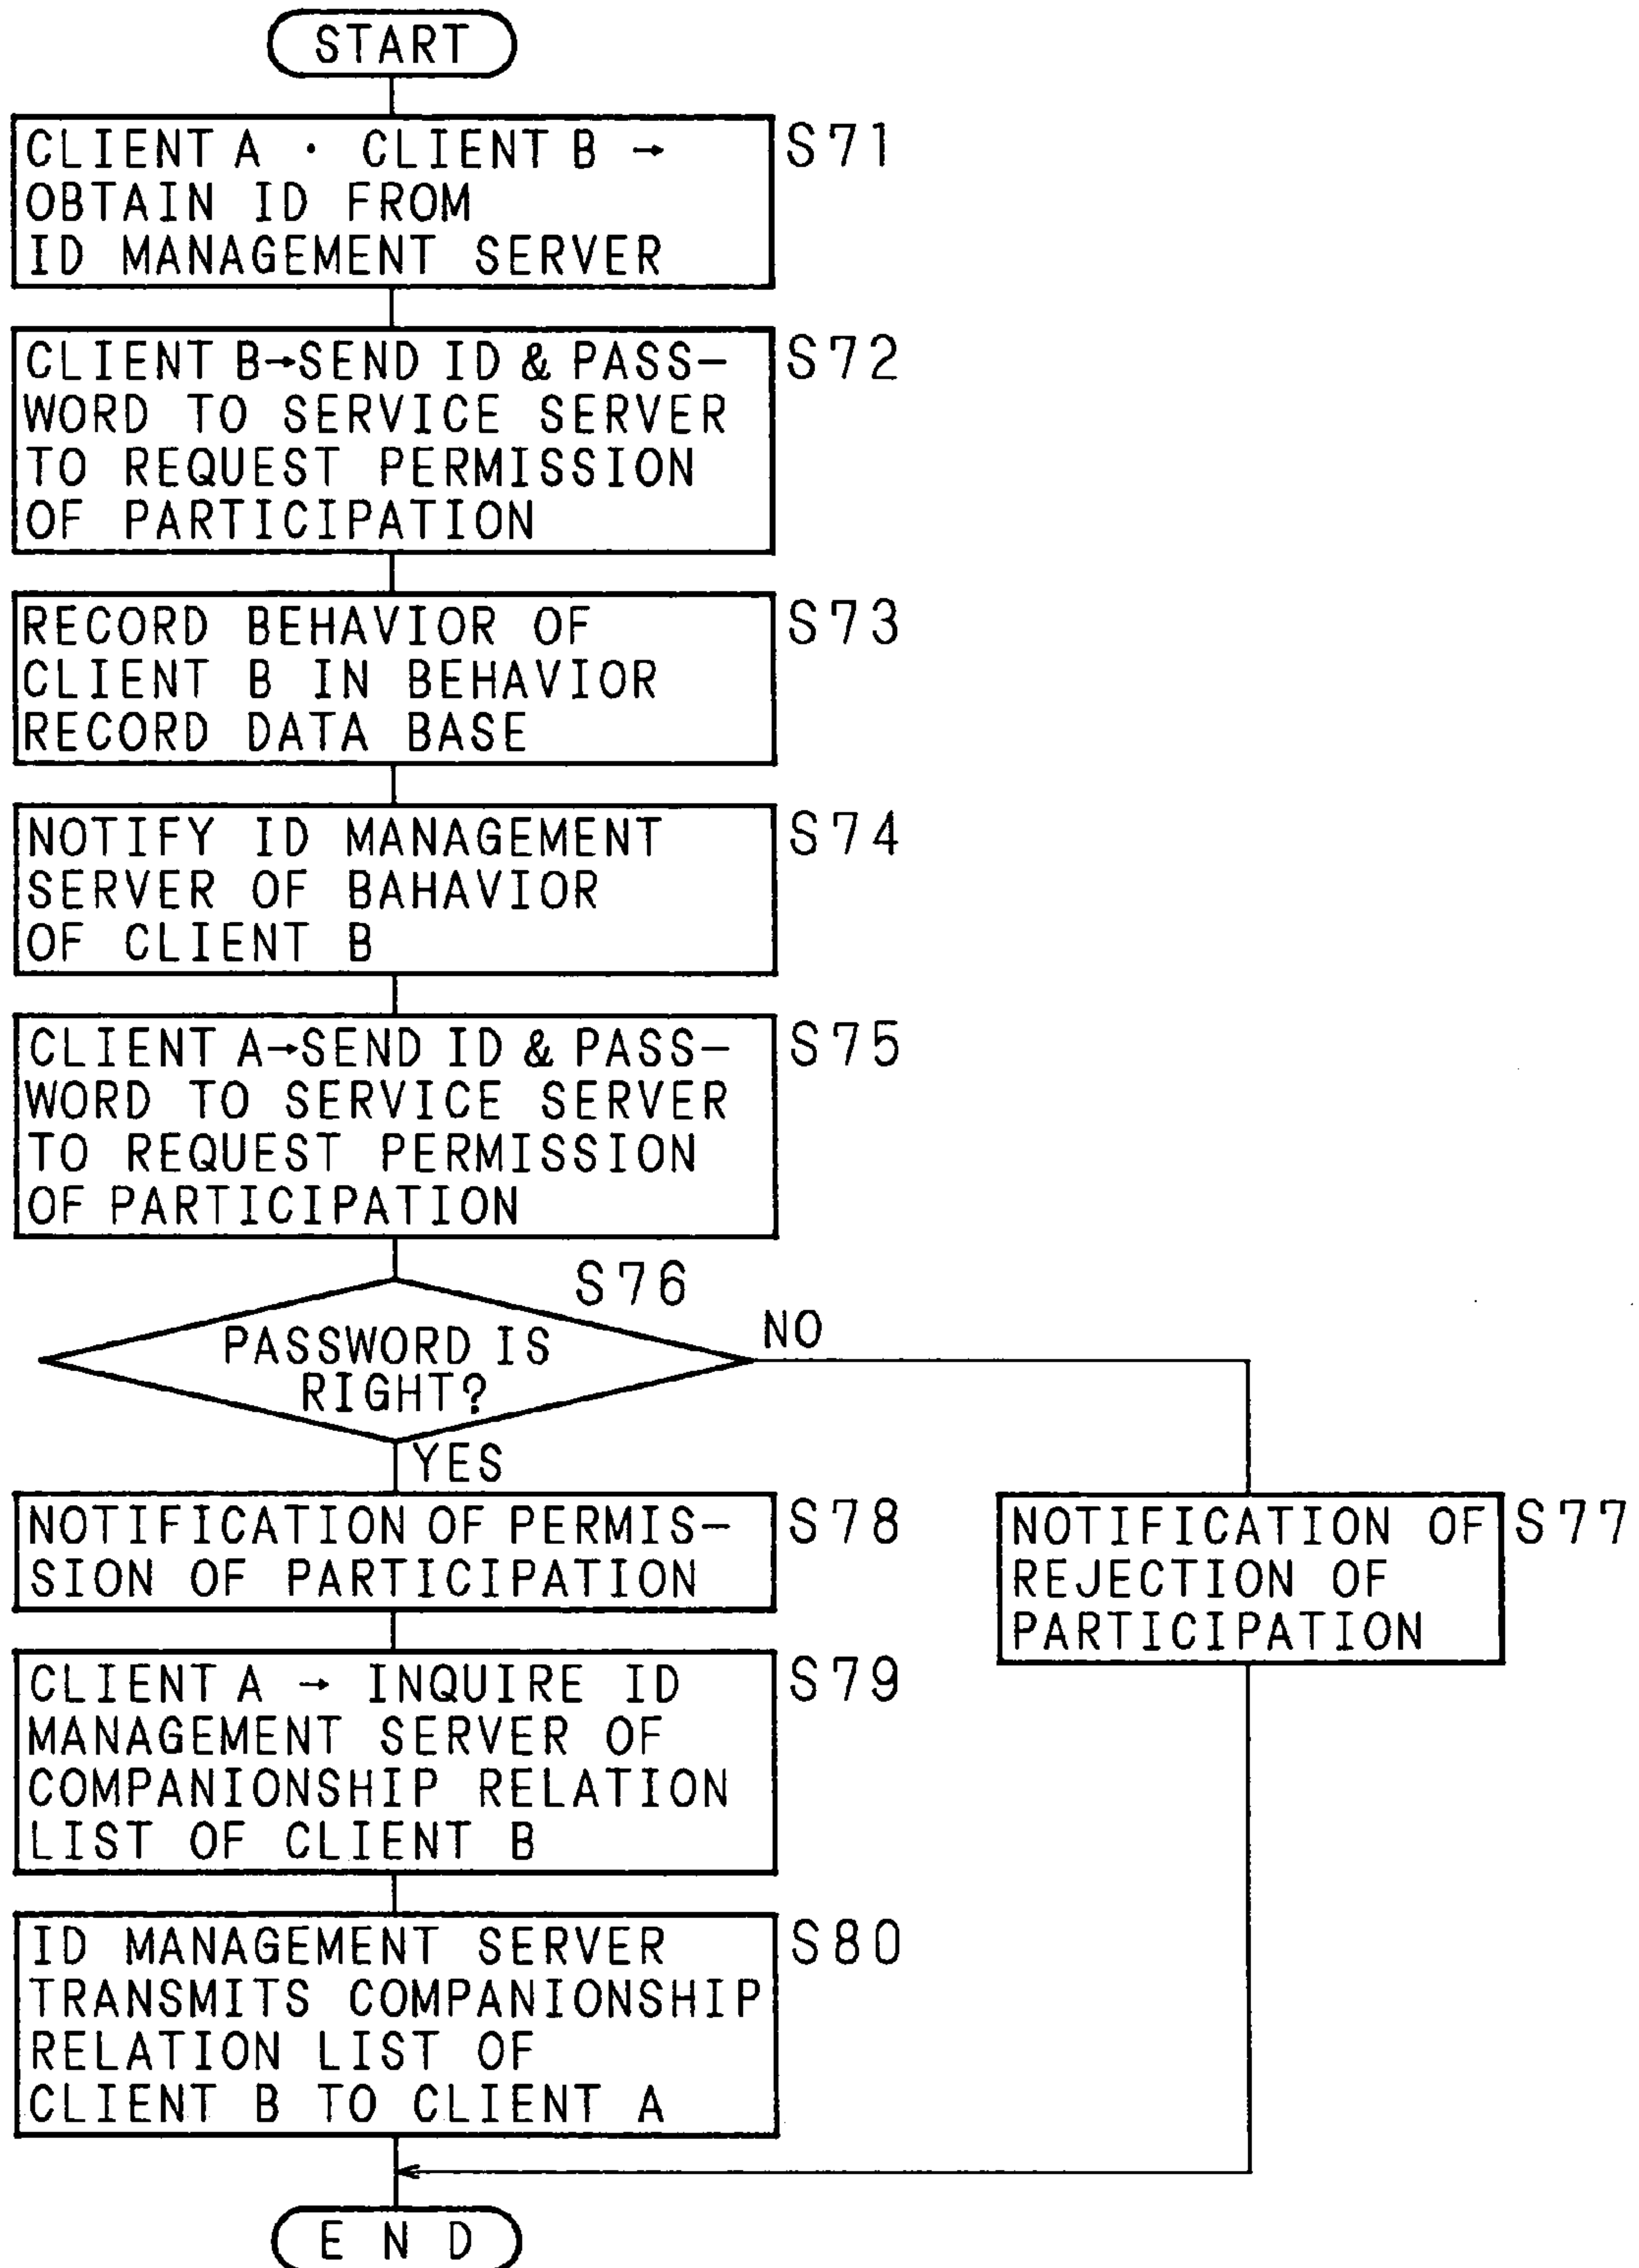 START
CLIENT A · CLIENT B →
OBTAIN ID FROM
ID MANAGEMENT SERVER
S71
CLIENT B→SEND ID & PASS-
WORD TO SERVICE SERVER
TO REQUEST PERMISSION
OF PARTICIPATION
S72
RECORD BEHAVIOR OF
CLIENT B IN BEHAVIOR
RECORD DATA BASE
S73
NOTIFY ID MANAGEMENT
SERVER OF BAHAVIOR
OF CLIENT B
S74
CLIENT A→SEND ID & PASS-
WORD TO SERVICE SERVER
TO REQUEST PERMISSION
OF PARTICIPATION
S75
S76
PASSWORD IS
RIGHT?
NO
YES
NOTIFICATION OF PERMIS-
SION OF PARTICIPATION
S78
NOTIFICATION OF
REJECTION OF
PARTICIPATION
S77
CLIENT A → INQUIRE ID
MANAGEMENT SERVER OF
COMPANIONSHIP RELATION
LIST OF CLIENT B
S79
ID MANAGEMENT SERVER
TRANSMITS COMPANIONSHIP
RELATION LIST OF
CLIENT B TO CLIENT A
S80
END